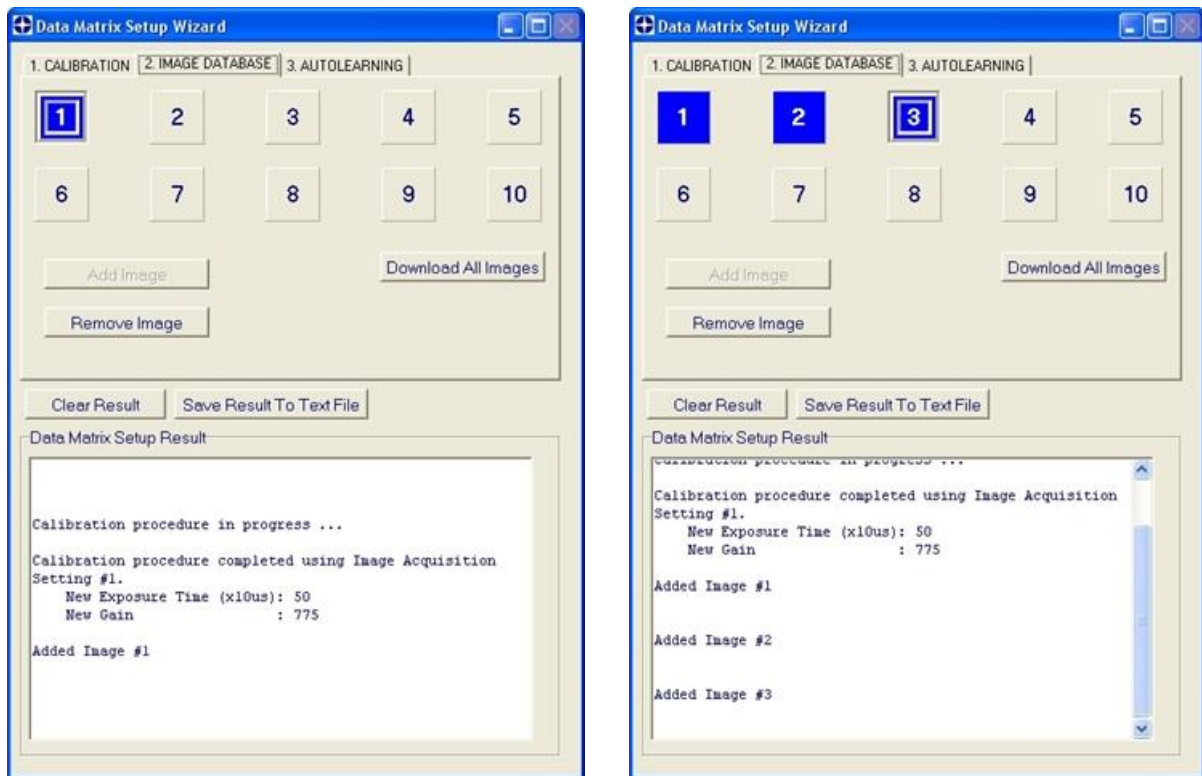 Data Matrix Setup Wizard
1. CALIBRATION 2. IMAGE DATABASE 3. AUTOLEARNING
1 2 3 4 5
6 7 8 9 10
Add Image
Download All Images
Remove Image
Clear Result Save Result To Text File
Data Matrix Setup Result
Calibration procedure in progress ...
Calibration procedure completed using Image Acquisition
Setting #1.
New Exposure Time (x10us): 50
New Gain : 775
Added Image #1
Data Matrix Setup Wizard
1. CALIBRATION 2. IMAGE DATABASE 3. AUTOLEARNING
1 2 3 4 5
6 7 8 9 10
Add Image
Download All Images
Remove Image
Clear Result Save Result To Text File
Data Matrix Setup Result
Calibration procedure in progress ...
Calibration procedure completed using Image Acquisition
Setting #1.
New Exposure Time (x10us): 50
New Gain : 775
Added Image #1
Added Image #2
Added Image #3